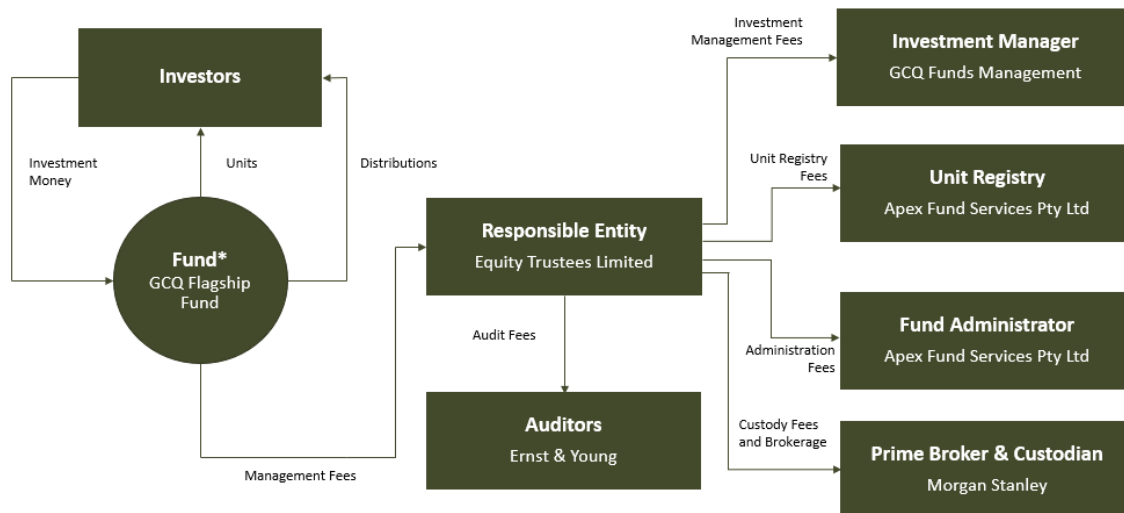 Investment
Management Fees
Investment Manager
GCQ Funds Management
Investors
Investment
Money
Units
Distributions
Unit Registry
Fees
Unit Registry
Apex Fund Services Pty Ltd
Fund*
GCQ Flagship
Fund
Responsible Entity
Equity Trustees Limited
Audit Fees
Administration
Fees
Fund Administrator
Apex Fund Services Pty Ltd
Auditors
Ernst & Young
Custody Fees
and Brokerage
Prime Broker & Custodian
Morgan Stanley
Management Fees